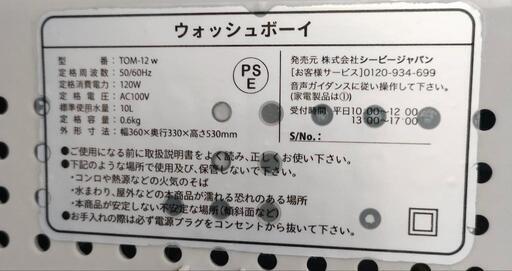 ウォッシュボーイ
型番：TOM-12 w
定格周波数：50/60Hz
定格消費電力：120W
定格電圧：AC100V
標準使用水量：10L
定格容量：0.6kg
外形寸法：幅360×奥行330×高さ530mm
PS
E
発売元 株式会社シービージャパン
[お客様サービス]0120-934-699
音声ガイダンスに従い操作して下さい。
(家電製品は①)
受付時間 平日10:00〜12:00
13:00〜17:00
S/No.:
●ご使用になる前に取扱説明書をよく読み、正しくお使い下さい。
●下記のような場所で使用及び、保管しないで下さい。
・コンロや熱源などの火気のそば
・水まわり、屋外などの本商品が濡れる恐れのある場所
・本商品が安定しない不安定な場所(傾斜面など)
●お手入れの際は必ず電源プラグをコンセントから抜いて下さい。